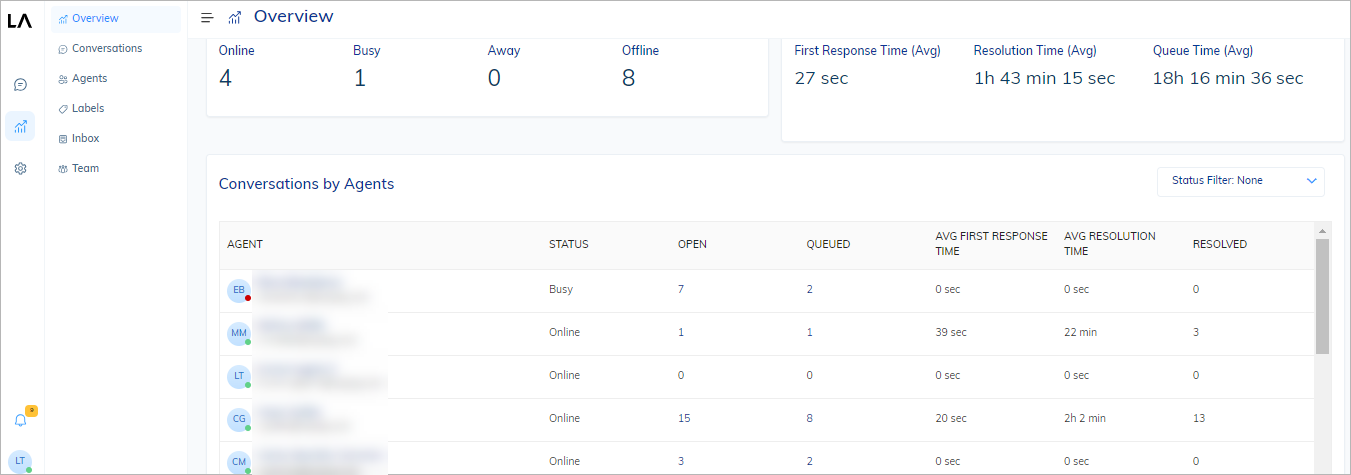 LA
Overview
Conversations
Agents
Labels
Inbox
Team
9
LT
Overview
Online Busy Away Offline
4 1 0 8
First Response Time (Avg) Resolution Time (Avg) Queue Time (Avg)
27 sec 1h 43 min 15 sec 18h 16 min 36 sec
Conversations by Agents
Status Filter: None
AGENT STATUS OPEN QUEUED AVG FIRST RESPONSE TIME AVG RESOLUTION TIME RESOLVED
EB Busy 7 2 0 sec 0 sec 0
MM Online 1 1 39 sec 22 min 3
LT Online 0 0 0 sec 0 sec 0
CG Online 15 8 20 sec 2h 2 min 13
CM Online 3 2 0 sec 0 sec 0